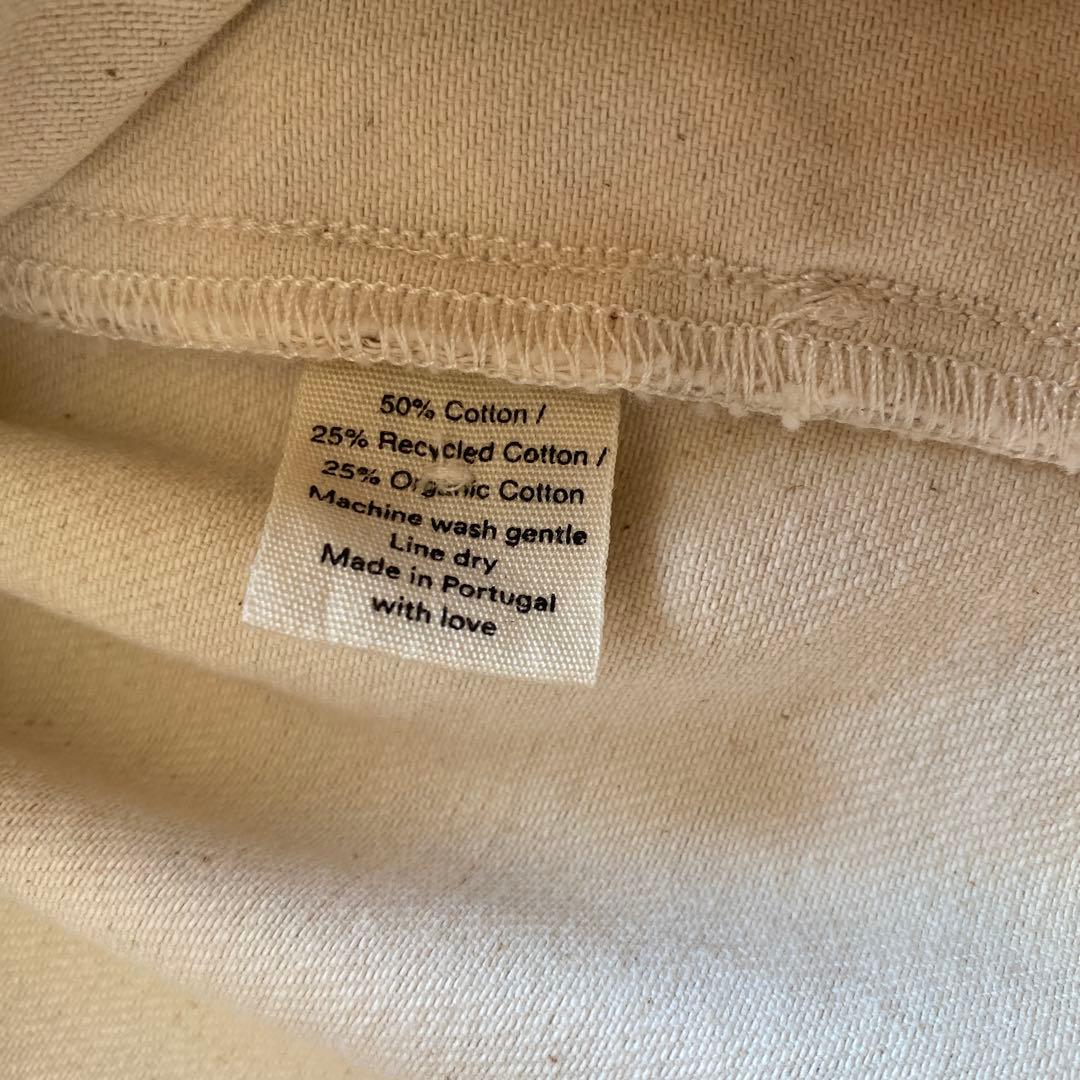 50% Cotton /
25% Recycled Cotton /
25% Organic Cotton
Machine wash gentle
Line dry
Made in Portugal
with love